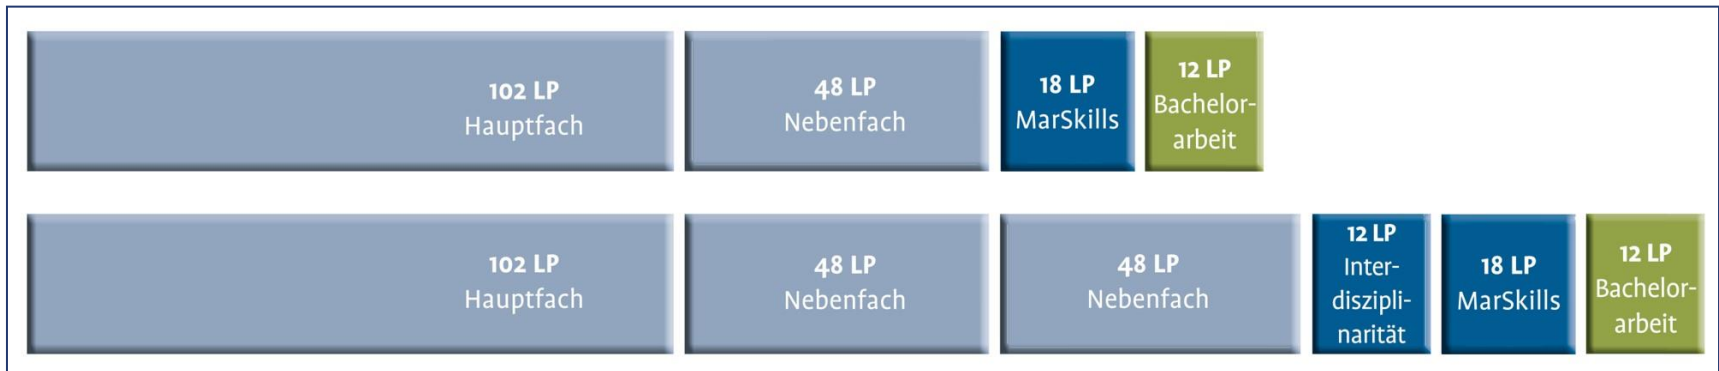 102 LP
Hauptfach
48 LP
Nebenfach
18 LP
MarSkills
12 LP
Bachelor-
arbeit
102 LP
Hauptfach
48 LP
Nebenfach
48 LP
Nebenfach
12 LP
Inter-
diszipli-
narität
18 LP
MarSkills
12 LP
Bachelor-
arbeit